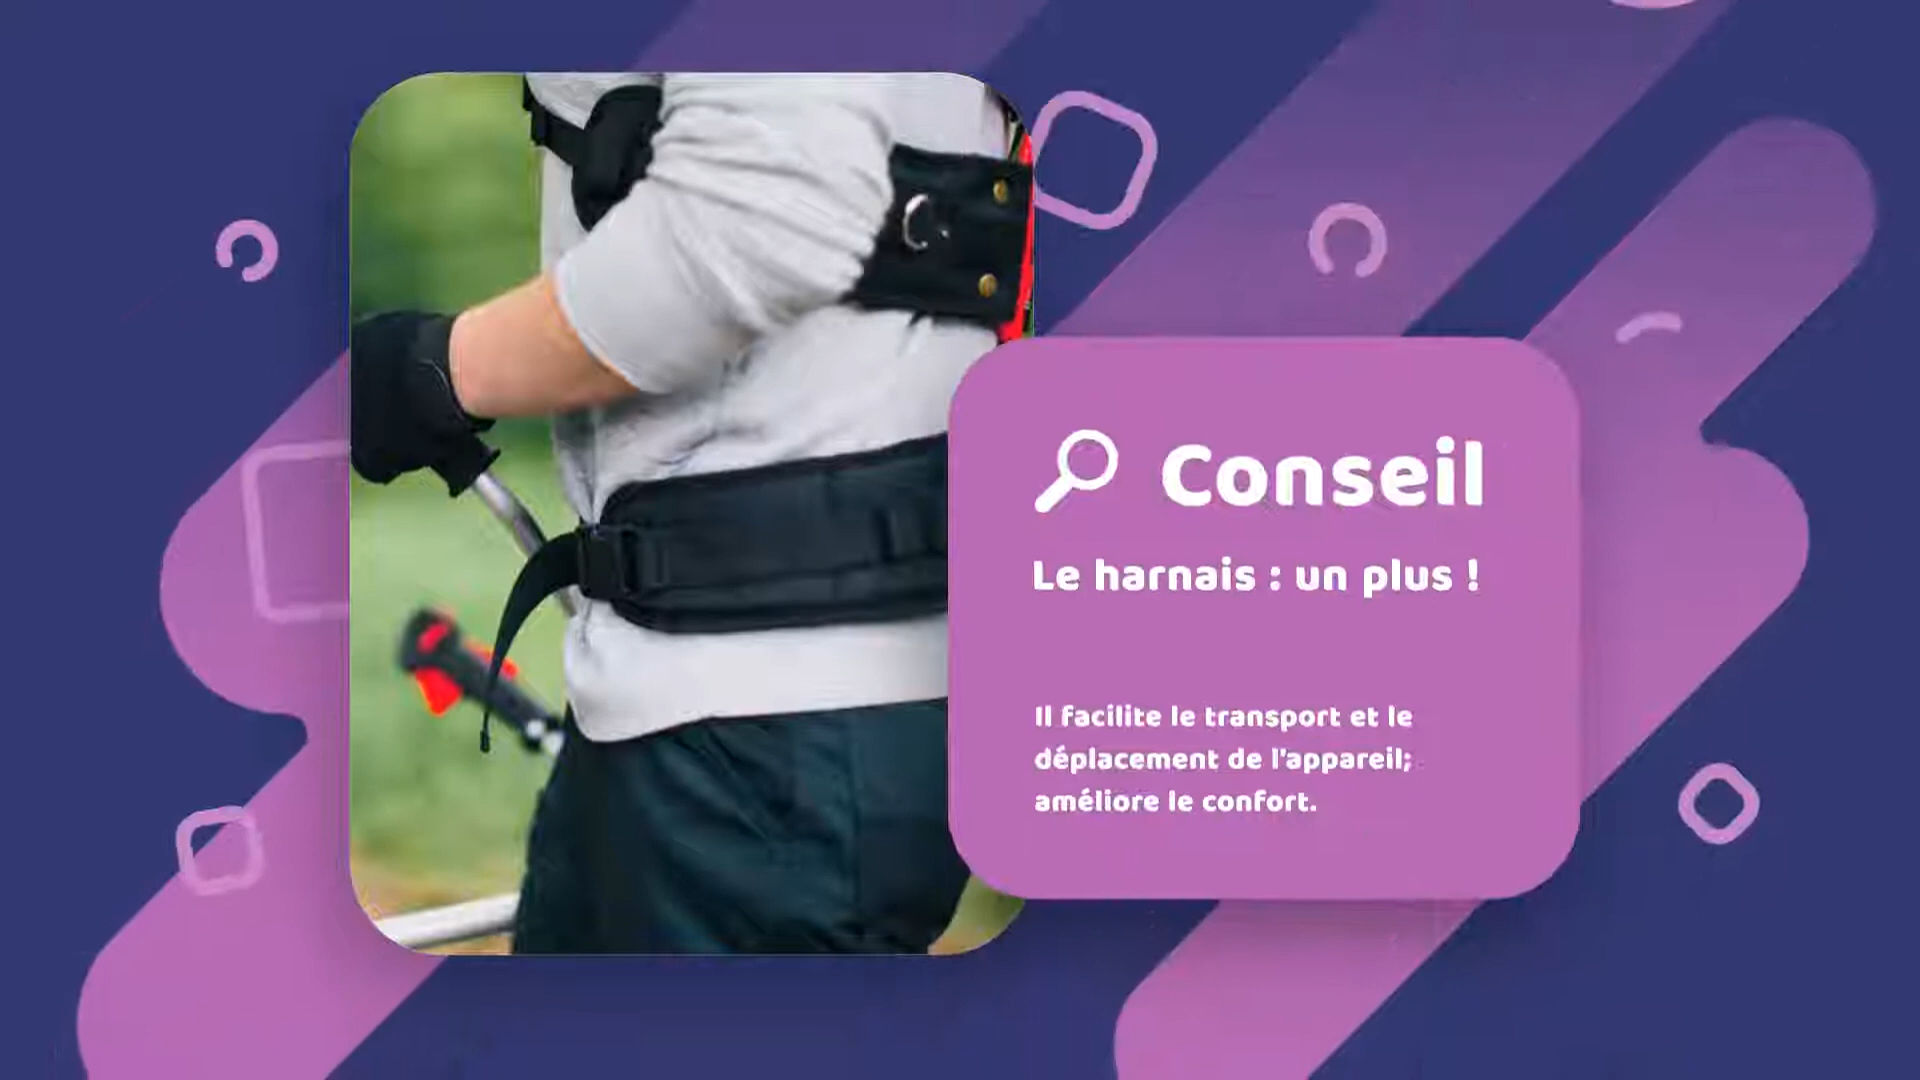 Conseil
Le harnais : un plus !
Il facilite le transport et le
déplacement de l'appareil;
améliore le confort.